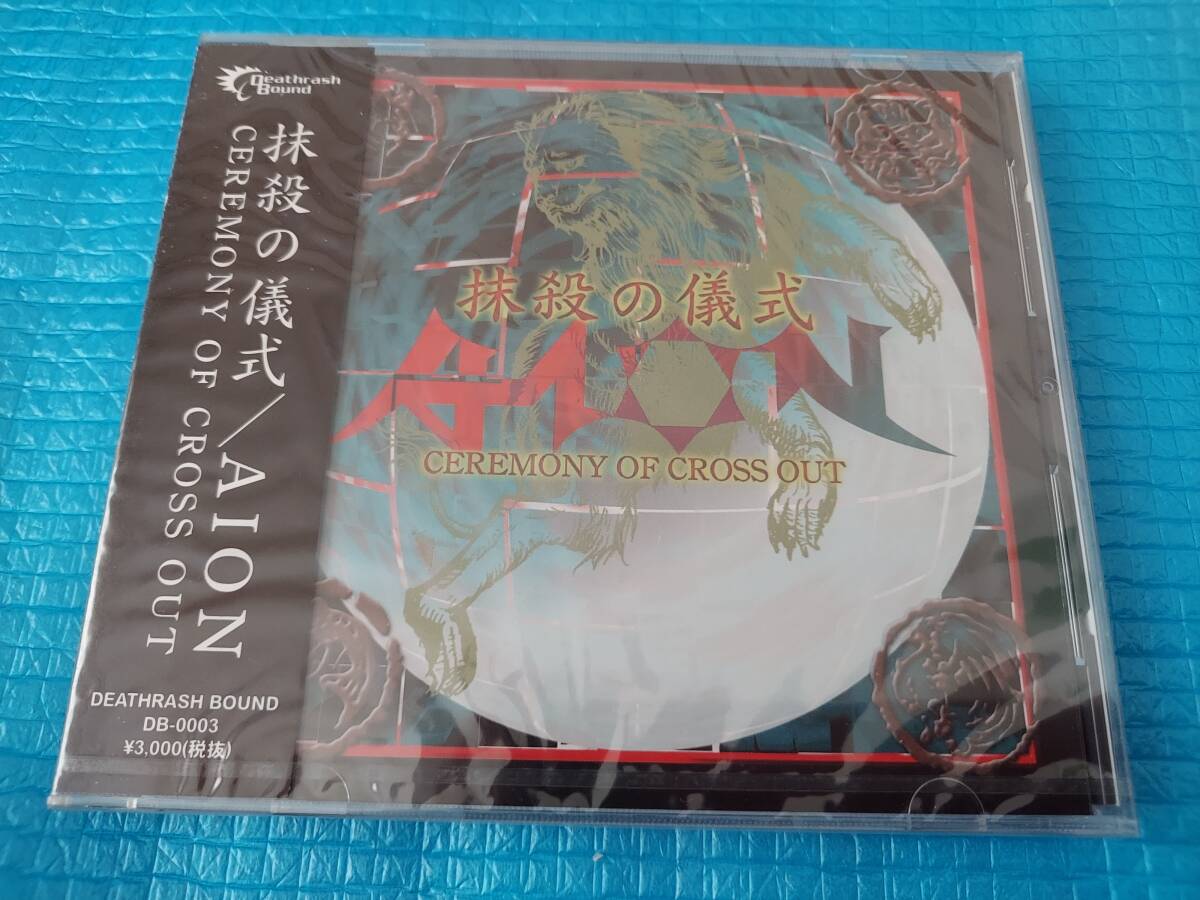 Deathrash
Bound
抹殺の儀式／AION
CEREMONY OF CROSS OUT
DEATHRASH BOUND
DB-0003
¥3,000(税抜)
抹殺の儀式
AION
CEREMONY OF CROSS OUT